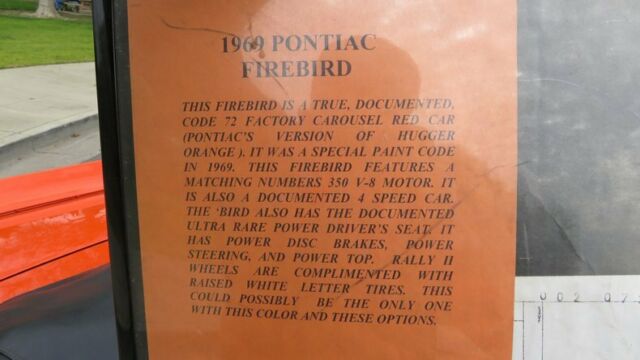 1969 PONTIAC
FIREBIRD
THIS FIREBIRD IS A TRUE, DOCUMENTED,
CODE 72 FACTORY CAROUSEL RED CAR
(PONTIAC'S VERSION OF HUGGER
ORANGE ). IT WAS A SPECIAL PAINT CODE
IN 1969. THIS FIREBIRD FEATURES A
MATCHING NUMBERS 350 V-8 MOTOR. IT
IS ALSO A DOCUMENTED 4 SPEED CAR.
THE 'BIRD ALSO HAS THE DOCUMENTED
ULTRA RARE POWER DRIVER'S SEAT. IT
HAS POWER DISC BRAKES, POWER
STEERING, AND POWER TOP. RALLY II
WHEELS ARE COMPLIMENTED WITH
RAISED WHITE LETTER TIRES. THIS
COULD POSSIBLY BE THE ONLY ONE
WITH THIS COLOR AND THESE OPTIONS.